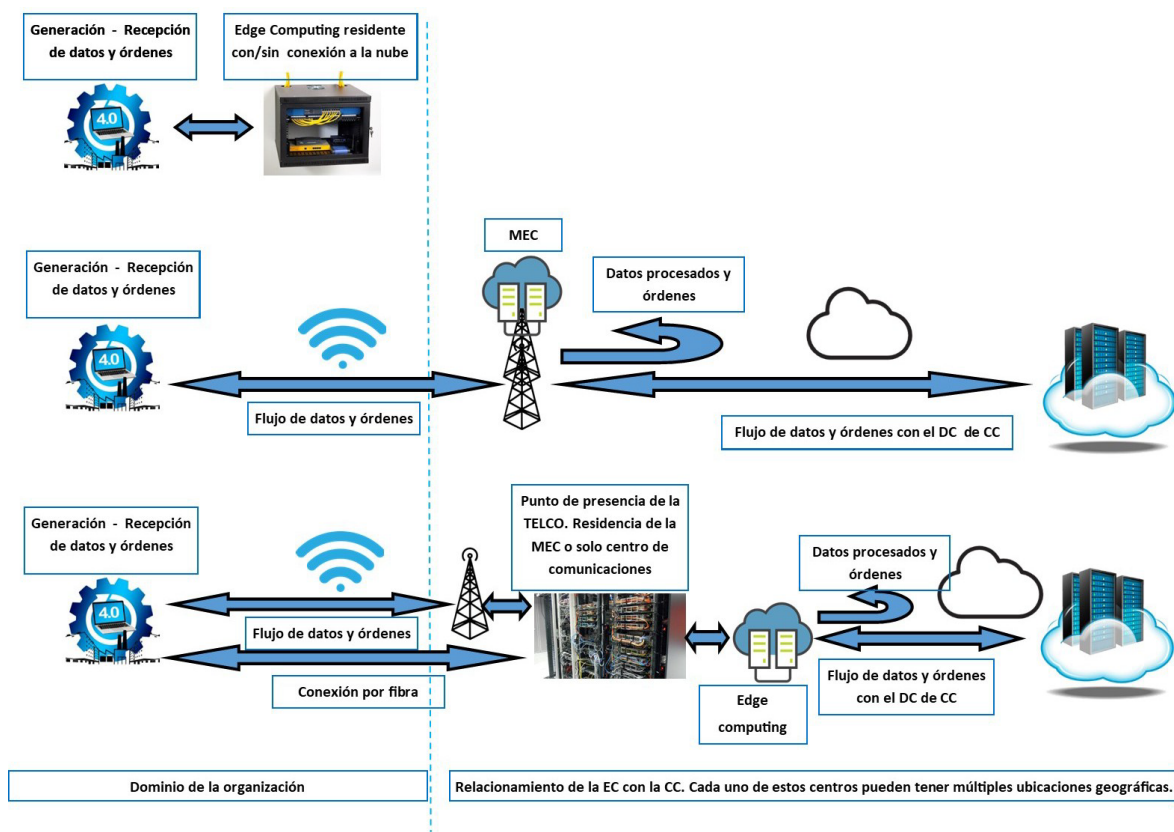 Generación - Recepción
de datos y órdenes
Edge Computing residente
con/sin conexión a la nube
4.0
MEC
Generación - Recepción
de datos y órdenes
Datos procesados y
órdenes
4.0
Flujo de datos y órdenes
Flujo de datos y órdenes con el DC de CC
Punto de presencia de la
TELCO. Residencia de la
MEC o solo centro de
comunicaciones
Generación - Recepción
de datos y órdenes
Datos procesados y
órdenes
4.0
Flujo de datos y órdenes
Conexión por fibra
Flujo de datos y órdenes
con el DC de CC
Edge
computing
Dominio de la organización
Relacionamiento de la EC con la CC. Cada uno de estos centros pueden tener múltiples ubicaciones geográficas.